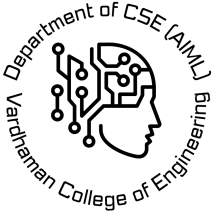 Department of CSE (AIML)
Vardhaman College of Engineering